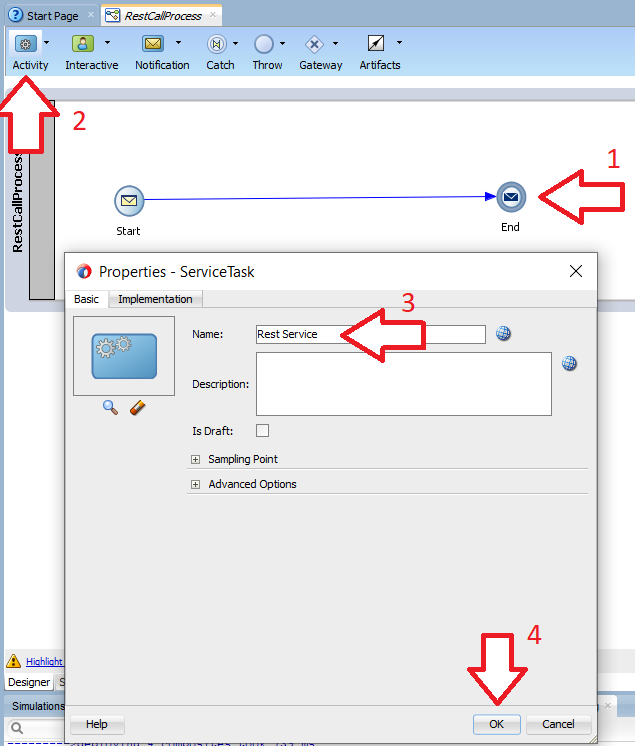 Start Page
RestCallProcess
Activity
Interactive
Notification
Catch
Throw
Gateway
Artifacts
2
1
RestCallProcess
Start
End
Properties - ServiceTask
Basic
Implementation
3
Name:
Rest Service
Description:
Is Draft:
Sampling Point
Advanced Options
4
Highlight
Designer
Simulations
Help
OK
Cancel